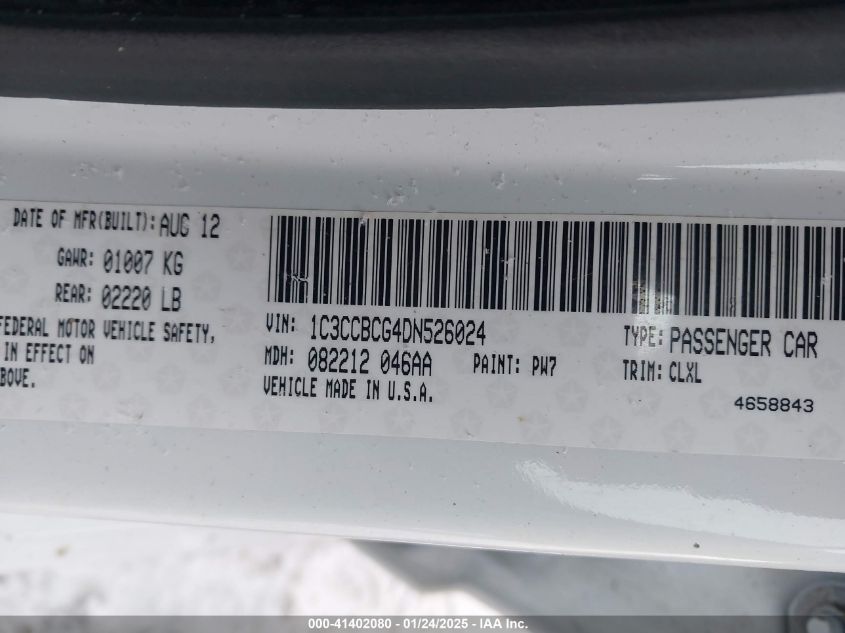 DATE OF MFR(BUILT): AUG 12
GAWR: 01007 KG
REAR: 02220 LB
FEDERAL MOTOR VEHICLE SAFETY,
IN EFFECT ON
BOVE.
VIN: 1C3CCBCG4DN526024
TYPE: PASSENGER CAR
MDH: 082212 046AA
PAINT: PW7
TRIM: CLXL
VEHICLE MADE IN U.S.A.
4658843
000-41402080 - 01/24/2025 - IAA Inc.